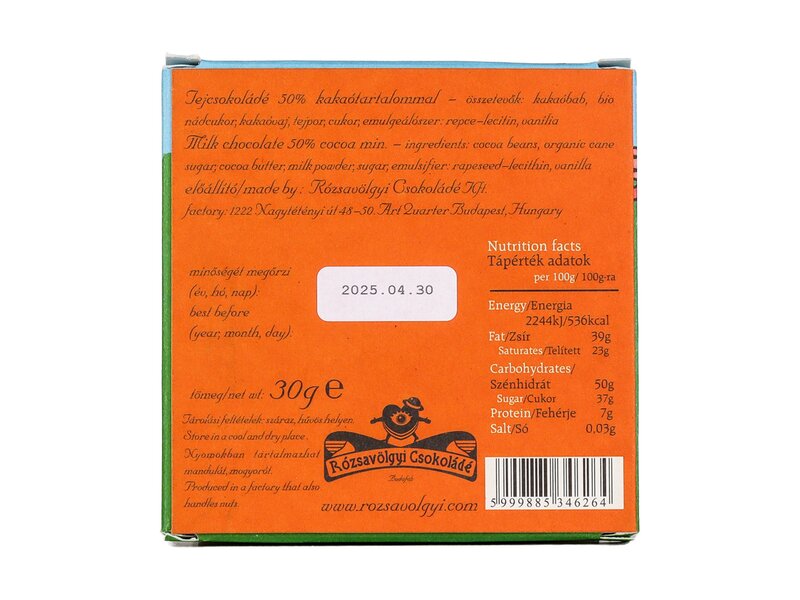 Tejcsokoládé 50% kakaótartalommal – összetevők: kakaóbab, bio
nádcukor, kakaóvaj, tejpor, cukor, emulgeálószer: repce-lecitin, vanília
Milk chocolate 50% cocoa min. – ingredients: cocoa beans, organic cane
sugar, cocoa butter, milk powder, sugar, emulsifier: rapeseed-lecithin, vanilla
előállító/made by: Rózsavölgyi Csokoládé Kft.
factory: 1222 Nagytétényi út 48-50. Art Quarter Budapest, Hungary
minőségét megőrzi
(év, hó, nap):
best before
(year, month, day):
2025.04.30
Nutrition facts
Tápérték adatok
per 100g/ 100g-ra
Energy/Energia
2244kJ/536kcal
Fat/Zsír 39g
Saturates/Telített 23g
Carbohydrates/
Szénhidrát 50g
Sugar/Cukor 37g
Protein/Fehérje 7g
Salt/Só 0,03g
tömeg/net wt: 30g e
Tárolási feltételek: száraz, hűvös helyen.
Store in a cool and dry place.
Nyomokban tartalmazhat
mandulát, mogyorót.
Produced in a factory that also
handles nuts.
Rózsavölgyi Csokoládé
Budafok
www.rozsavolgyi.com
5999885346264